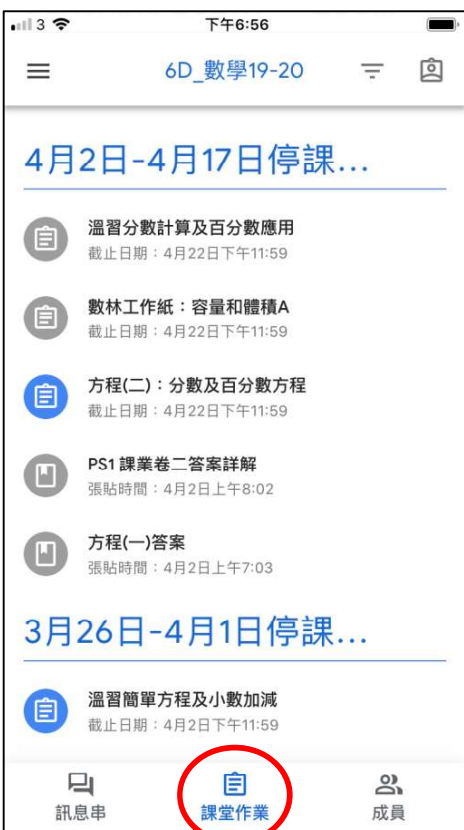 3
下午6:56
6D_數學19-20
4月2日-4月17日停課...
溫習分數計算及百分數應用
截止日期：4月22日下午11:59
數林工作紙：容量和體積A
截止日期：4月22日下午11:59
方程(二)：分數及百分數方程
截止日期：4月22日下午11:59
PS1 課業卷二答案詳解
張貼時間：4月2日上午8:02
方程(一)答案
張貼時間：4月2日上午7:03
3月26日-4月1日停課...
溫習簡單方程及小數加減
截止日期：4月2日下午11:59
訊息串
課堂作業
成員